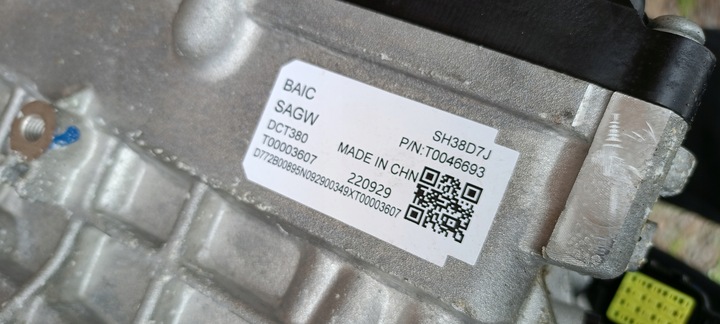 BAIC
SAGW
DCT380
T00003607
D772B00895N092900349XT00003607
SH38D7J
P/N:T0046693
MADE IN CHN
220929